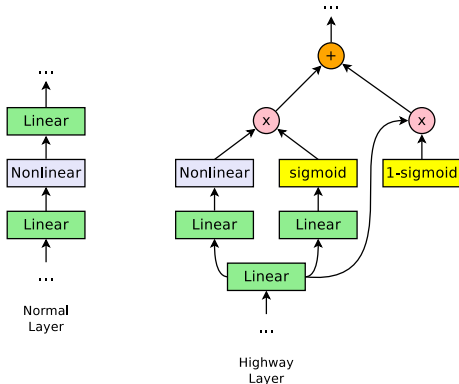 ...
+
...
Linear
x
x
Nonlinear
Nonlinear
sigmoid
1-sigmoid
Linear
Linear
Linear
Linear
...
Normal
Layer
...
Highway
Layer